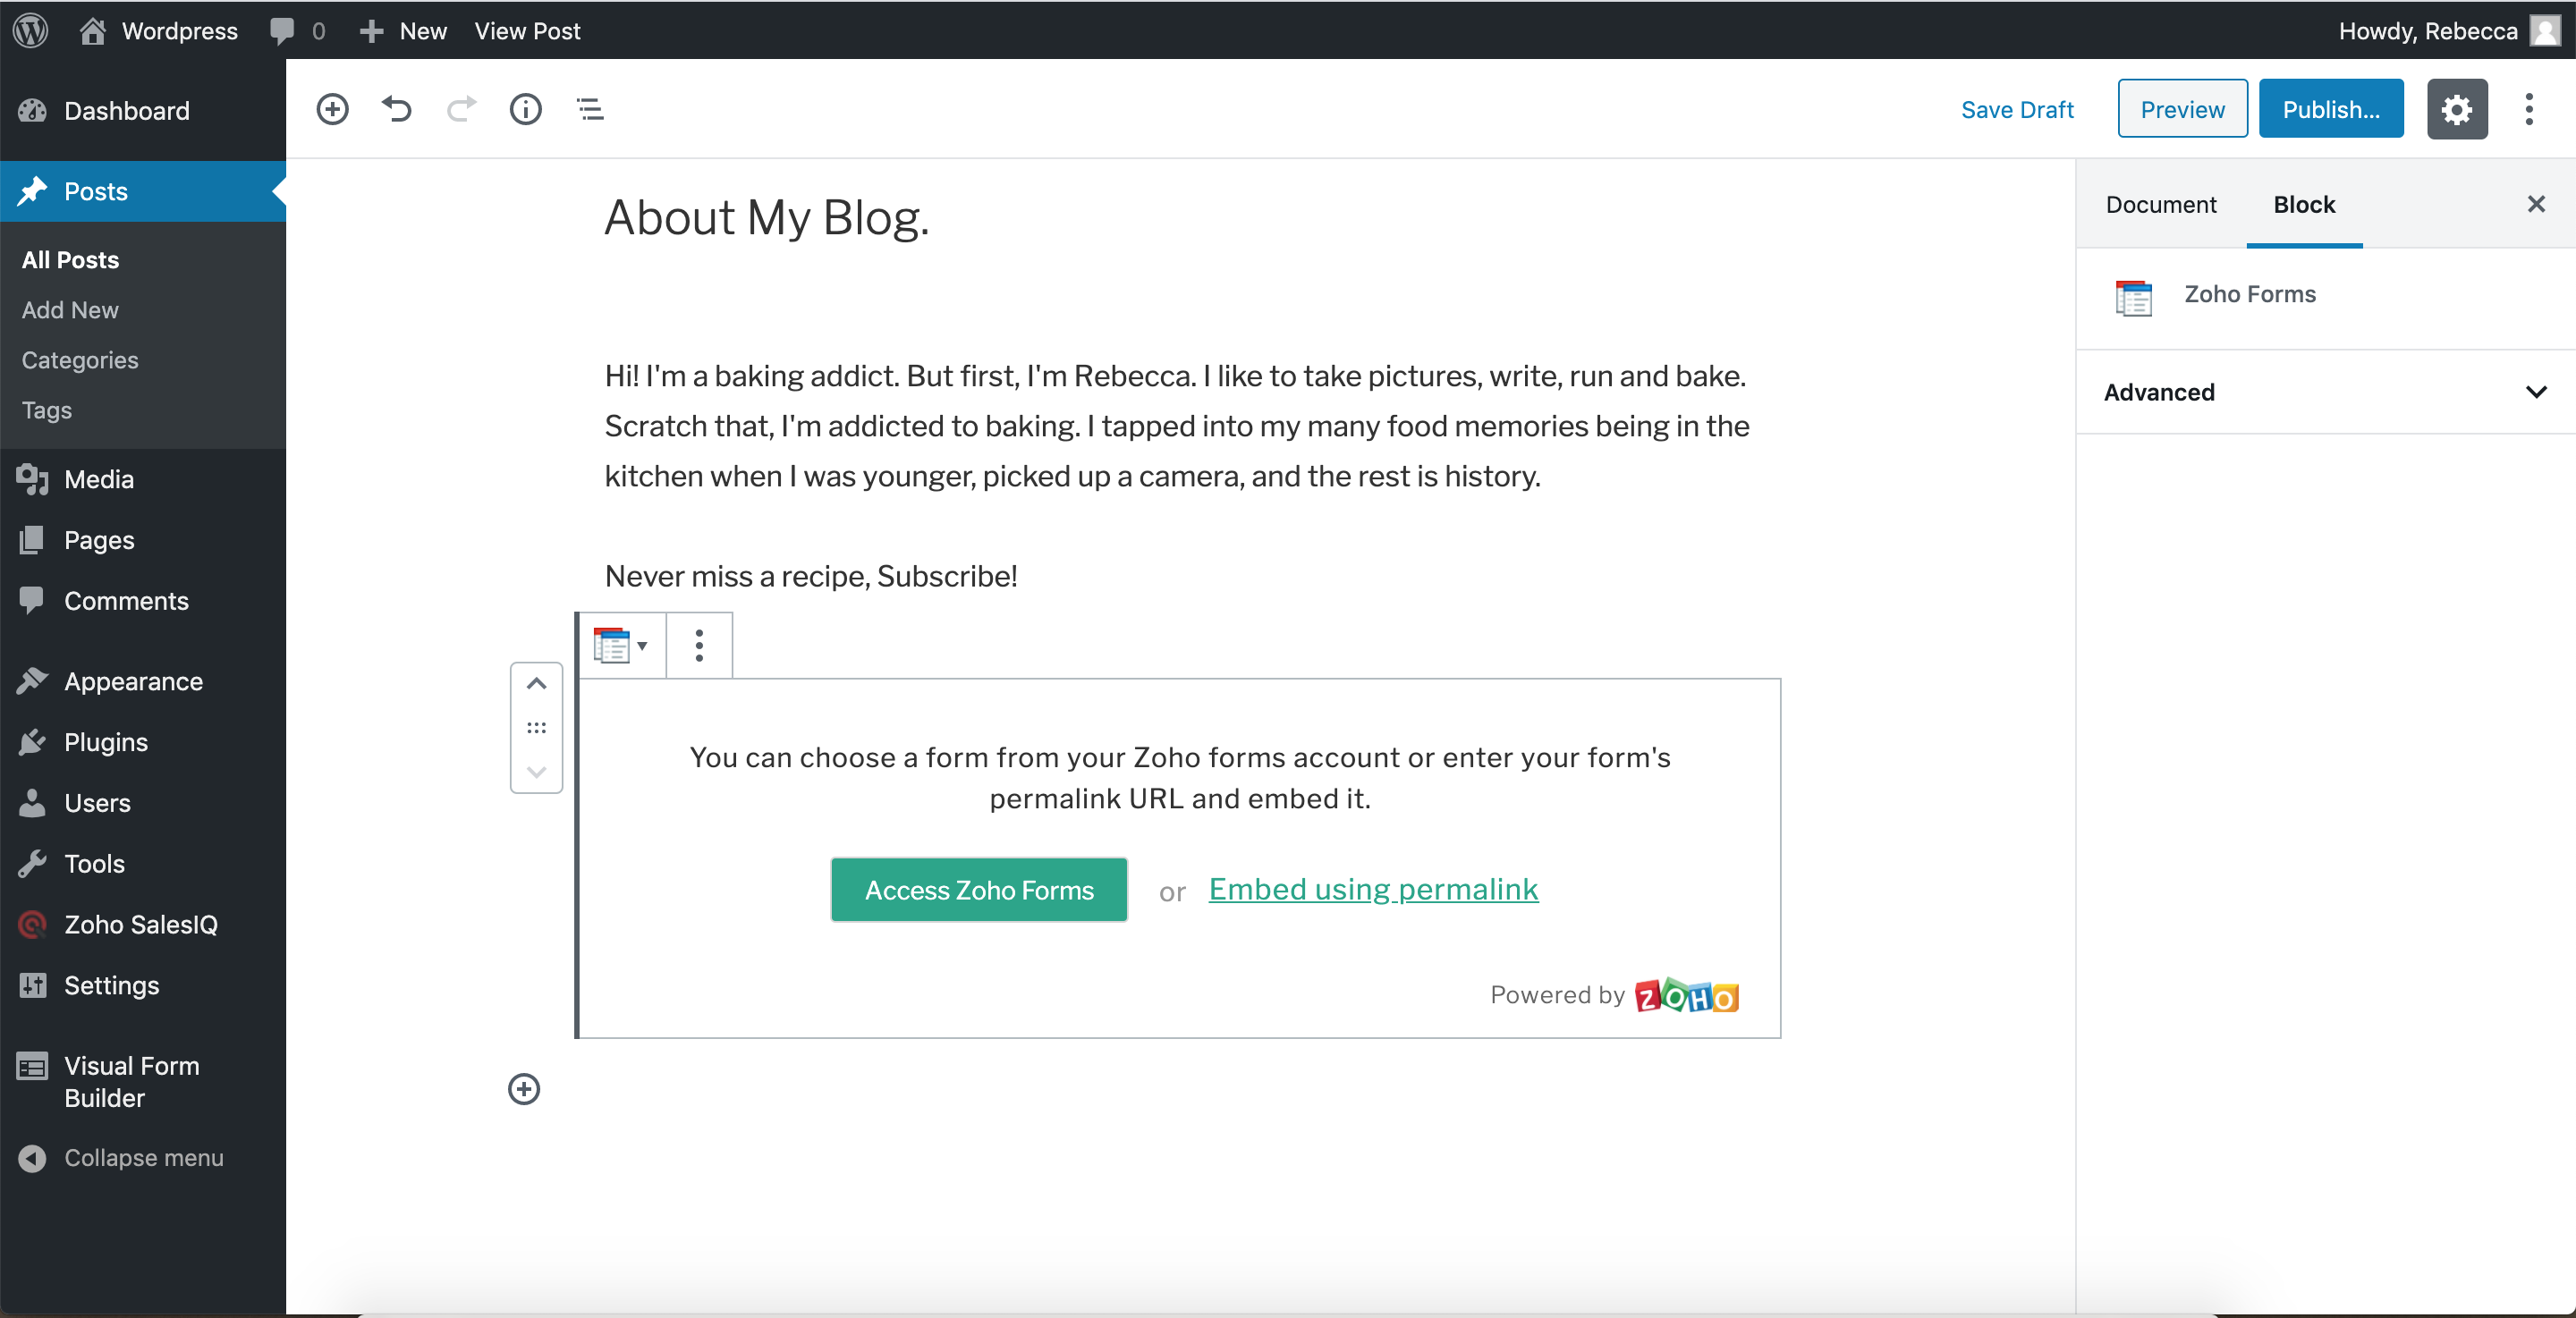 Wordpress
0
New
View Post
Howdy, Rebecca
Dashboard
Posts
All Posts
Add New
Categories
Tags
Media
Pages
Comments
Appearance
Plugins
Users
Tools
Zoho SalesIQ
Settings
Visual Form
Builder
Collapse menu
Save Draft
Preview
Publish...
About My Blog.
Hi! I'm a baking addict. But first, I'm Rebecca. I like to take pictures, write, run and bake.
Scratch that, I'm addicted to baking. I tapped into my many food memories being in the
kitchen when I was younger, picked up a camera, and the rest is history.
Never miss a recipe, Subscribe!
You can choose a form from your Zoho forms account or enter your form's
permalink URL and embed it.
Access Zoho Forms
or
Embed using permalink
Powered by ZOHO
Document
Block
Zoho Forms
Advanced